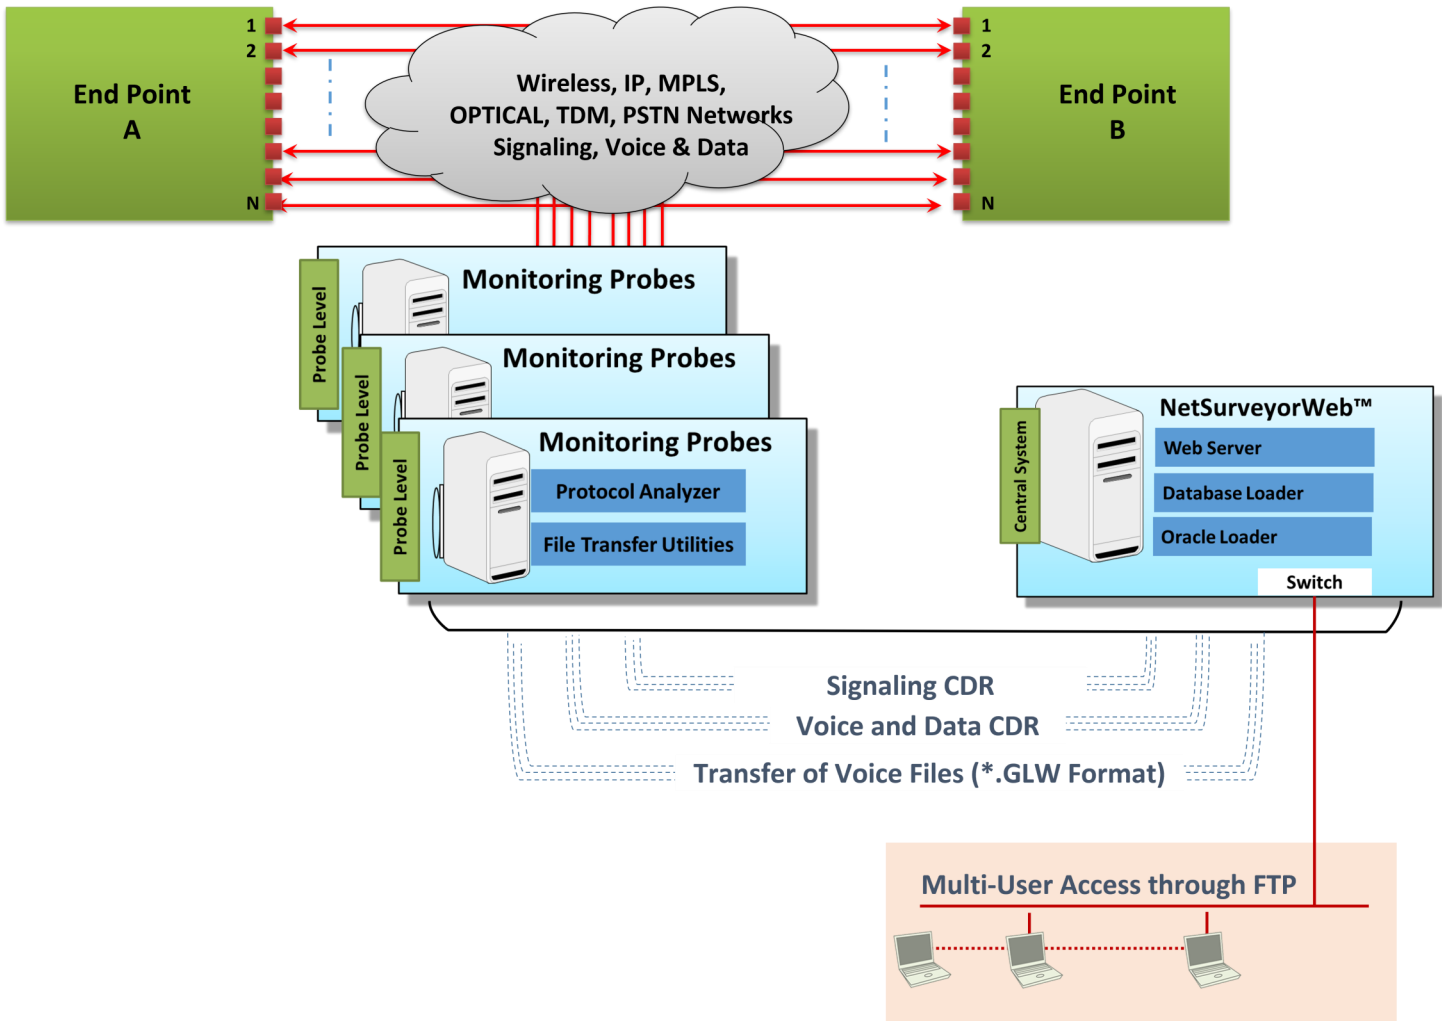 1
2
N
End Point
A
Wireless, IP, MPLS,
OPTICAL, TDM, PSTN Networks
Signaling, Voice & Data
1
2
N
End Point
B
Probe Level
Monitoring Probes
Probe Level
Monitoring Probes
Probe Level
Monitoring Probes
Protocol Analyzer
File Transfer Utilities
Central System
NetSurveyorWeb™
Web Server
Database Loader
Oracle Loader
Switch
Signaling CDR
Voice and Data CDR
Transfer of Voice Files (*.GLW Format)
Multi-User Access through FTP